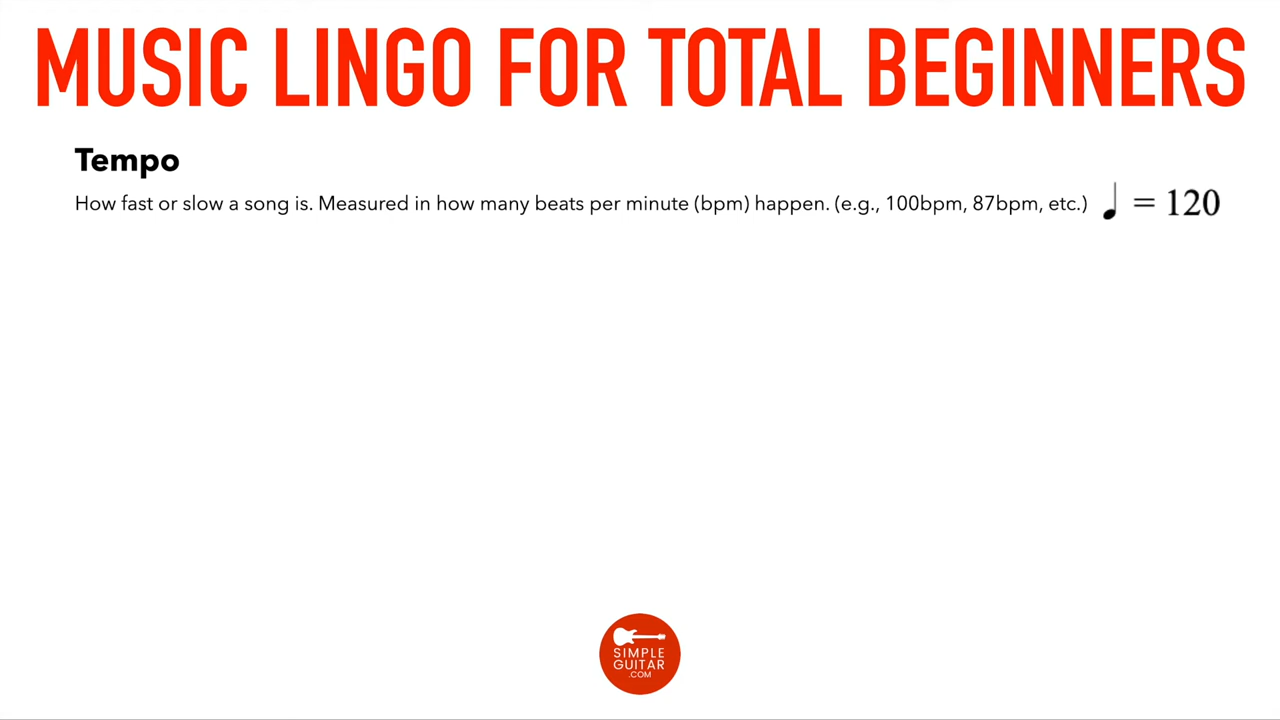 MUSIC LINGO FOR TOTAL BEGINNERS
Tempo
How fast or slow a song is. Measured in how many beats per minute (bpm) happen. (e.g., 100bpm, 87bpm, etc.) ♩ = 120
SIMPLE
GUITAR
.COM